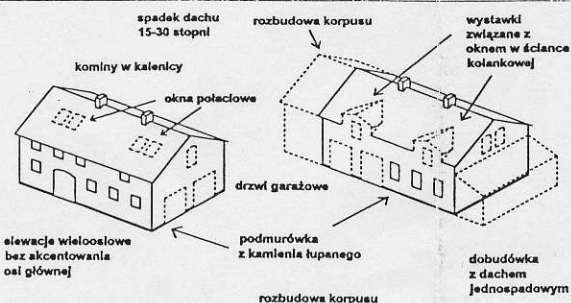 spadek dachu
15-30 stopni
rozbudowa korpusu
wystawki
związane z
oknem w ściance
kolankowej
kominy w kalenicy
okna połaciowe
drzwi garażowe
elewacje wieloosiowe
bez akcentowania
osi głównej
podmurówka
z kamienia łupanego
dobudówka
z dachem
jednospadowym
rozbudowa korpusu